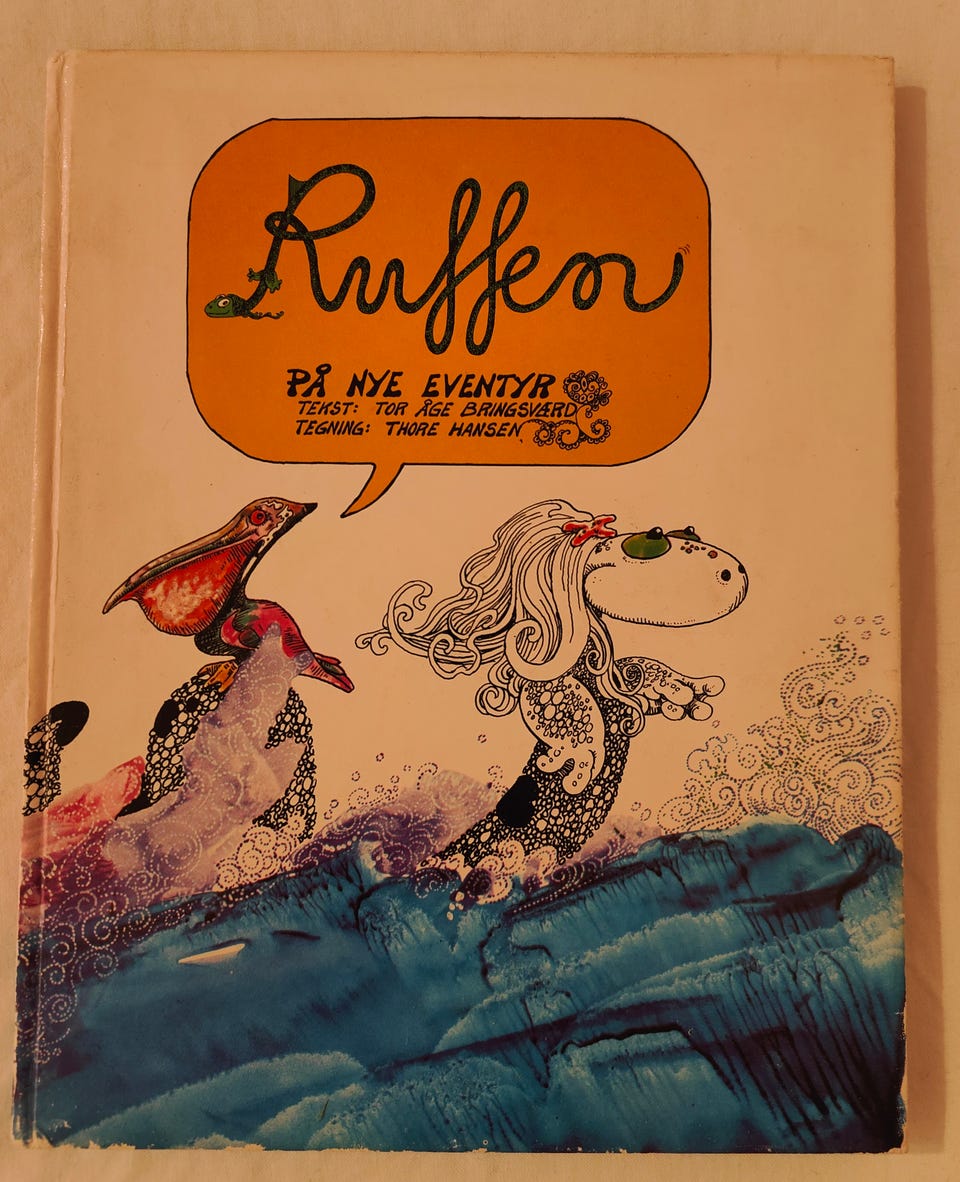 Ruffen
PÅ NYE EVENTYR
TEKST: TOR ÅGE BRINGSVÆRD
TEGNING: THORE HANSEN